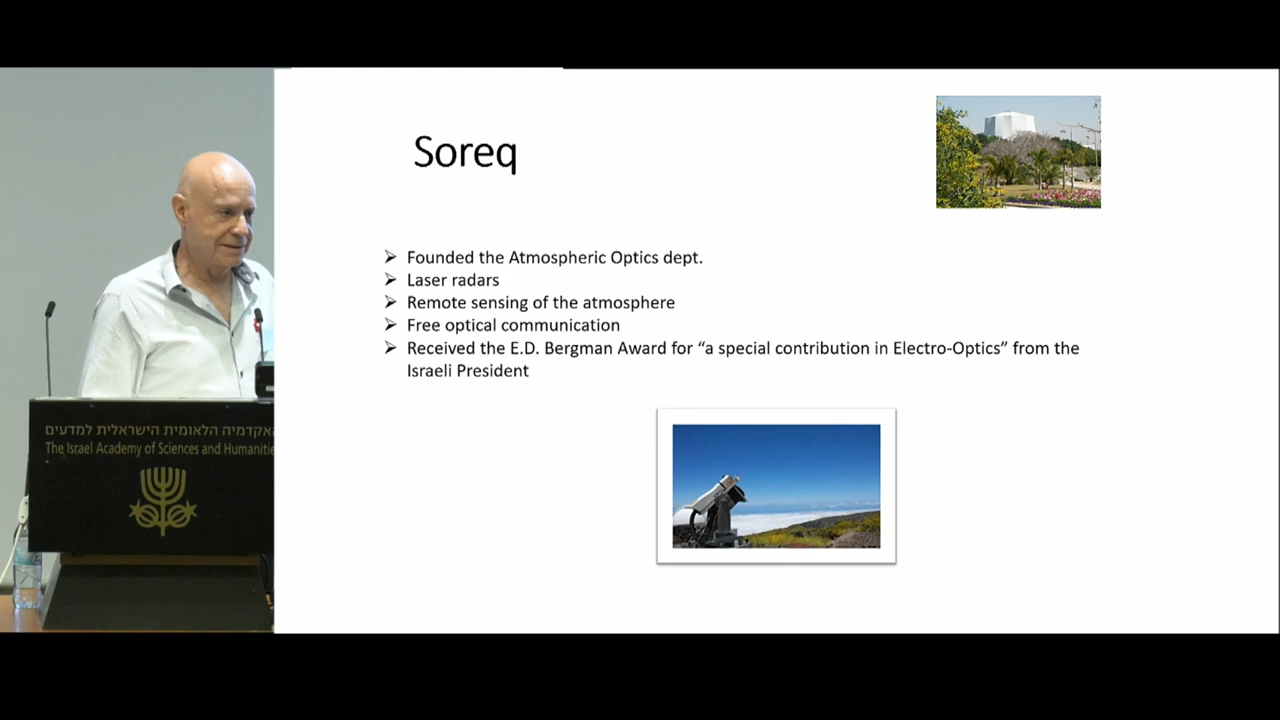 Soreq
Founded the Atmospheric Optics dept.
Laser radars
Remote sensing of the atmosphere
Free optical communication
Received the E.D. Bergman Award for “a special contribution in Electro-Optics” from the
Israeli President
אקדמיה הלאומית הישראלית למדעים
The Israel Academy of Sciences and Humanitie